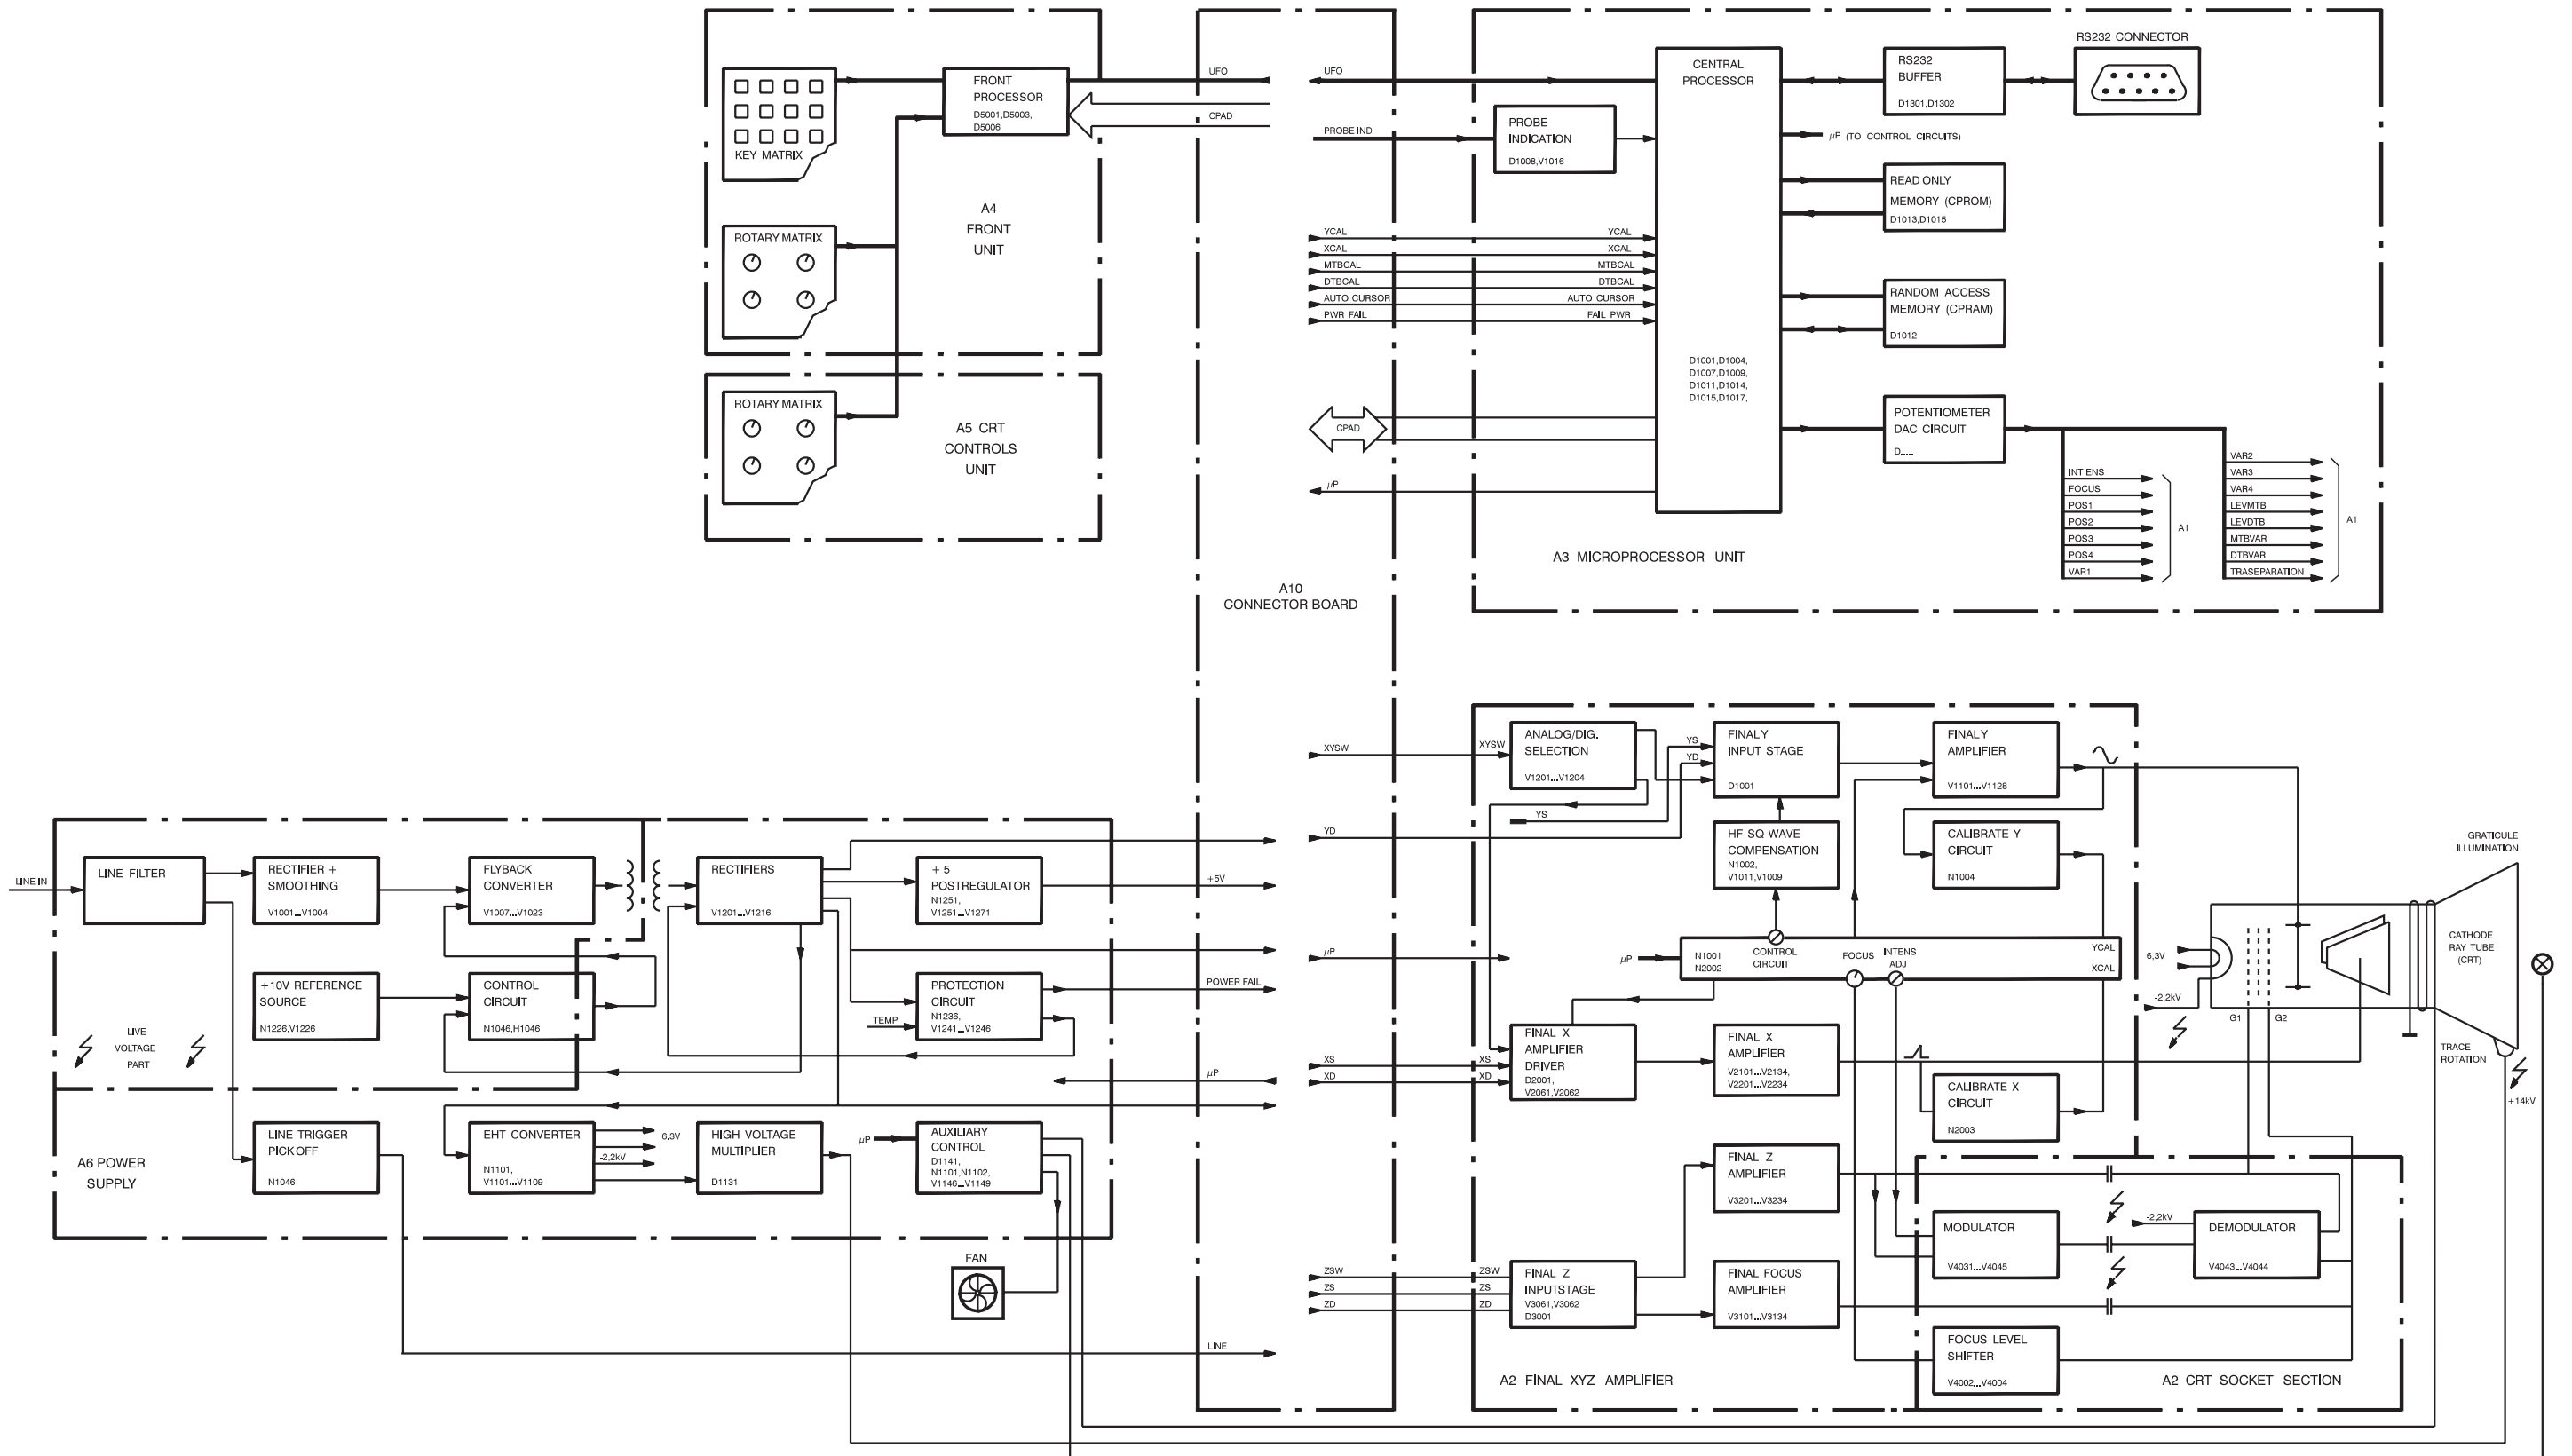 KEY MATRIX
FRONT
PROCESSOR
D5001,D5003,
D5006
ROTARY MATRIX
A4
FRONT
UNIT
ROTARY MATRIX
A5 CRT
CONTROLS
UNIT
UFO
CPAD
UFO
PROBE IND.
YCAL
XCAL
MTBCAL
DTBCAL
AUTO CURSOR
PWR FAIL
CPAD
µP
A10
CONNECTOR BOARD
PROBE
INDICATION
D1008,V1016
YCAL
XCAL
MTBCAL
DTBCAL
AUTO CURSOR
FAIL PWR
CENTRAL
PROCESSOR
D1001,D1004,
D1007,D1009,
D1011,D1014,
D1015,D1017,
RS232
BUFFER
D1301,D1302
RS232 CONNECTOR
µP (TO CONTROL CIRCUITS)
READ ONLY
MEMORY (CPROM)
D1013,D1015
RANDOM ACCESS
MEMORY (CPRAM)
D1012
POTENTIOMETER
DAC CIRCUIT
D.....
INT ENS
FOCUS
POS1
POS2
POS3
POS4
VAR1
A1
VAR2
VAR3
VAR4
LEVMTB
LEVDTB
MTBVAR
DTBVAR
TRASEPARATION
A1
A3 MICROPROCESSOR UNIT
LINE IN
LINE FILTER
RECTIFIER +
SMOOTHING
V1001...V1004
FLYBACK
CONVERTER
V1007...V1023
RECTIFIERS
V1201...V1216
+ 5
POSTREGULATOR
N1251,
V1251...V1271
+10V REFERENCE
SOURCE
N1226,V1226
CONTROL
CIRCUIT
N1046,H1046
PROTECTION
CIRCUIT
N1236,
V1241...V1246
TEMP
LIVE
VOLTAGE
PART
A6 POWER
SUPPLY
LINE TRIGGER
PICK OFF
N1046
EHT CONVERTER
N1101,
V1101...V1109
6,3V
-2,2kV
HIGH VOLTAGE
MULTIPLIER
D1131
µP
AUXILIARY
CONTROL
D1141,
N1101,N1102,
V1146...V1149
FAN
+5V
POWER FAIL
µP
LINE
XYSW
YD
µP
XS
XD
ZSW
ZS
ZD
XYSW
ANALOG/DIG.
SELECTION
V1201...V1204
YS
YS
YD
FINAL Y
INPUT STAGE
D1001
FINAL Y
AMPLIFIER
V1101...V1128
HF SQ WAVE
COMPENSATION
N1002,
V1011,V1009
CALIBRATE Y
CIRCUIT
N1004
µP
N1001
N2002
CONTROL
CIRCUIT
FOCUS
INTENS
ADJ
YCAL
XCAL
XS
XD
FINAL X
AMPLIFIER
DRIVER
D2001,
V2061,V2062
FINAL X
AMPLIFIER
V2101...V2134,
V2201...V2234
CALIBRATE X
CIRCUIT
N2003
FINAL Z
AMPLIFIER
V3201...V3234
ZSW
ZS
ZD
FINAL Z
INPUTSTAGE
V3061,V3062
D3001
FINAL FOCUS
AMPLIFIER
V3101...V3134
MODULATOR
V4031...V4045
-2,2kV
DEMODULATOR
V4043...V4044
FOCUS LEVEL
SHIFTER
V4002...V4004
A2 FINAL XYZ AMPLIFIER
A2 CRT SOCKET SECTION
6,3V
-2,2kV
G1
G2
GRATICULE
ILLUMINATION
CATHODE
RAY TUBE
(CRT)
TRACE
ROTATION
+14kV